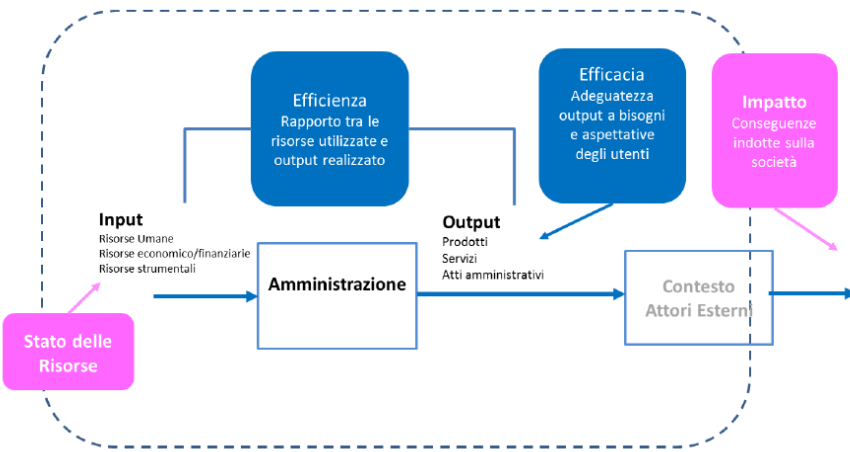 Efficienza
Rapporto tra le
risorse utilizzate e
output realizzato
Efficacia
Adeguatezza
output a bisogni
e aspettative
degli utenti
Impatto
Conseguenze
indotte sulla
società
Input
Risorse Umane
Risorse economico/finanziarie
Risorse strumentali
Output
Prodotti
Servizi
Atti amministrativi
Amministrazione
Contesto
Attori Esterni
Stato delle
Risorse